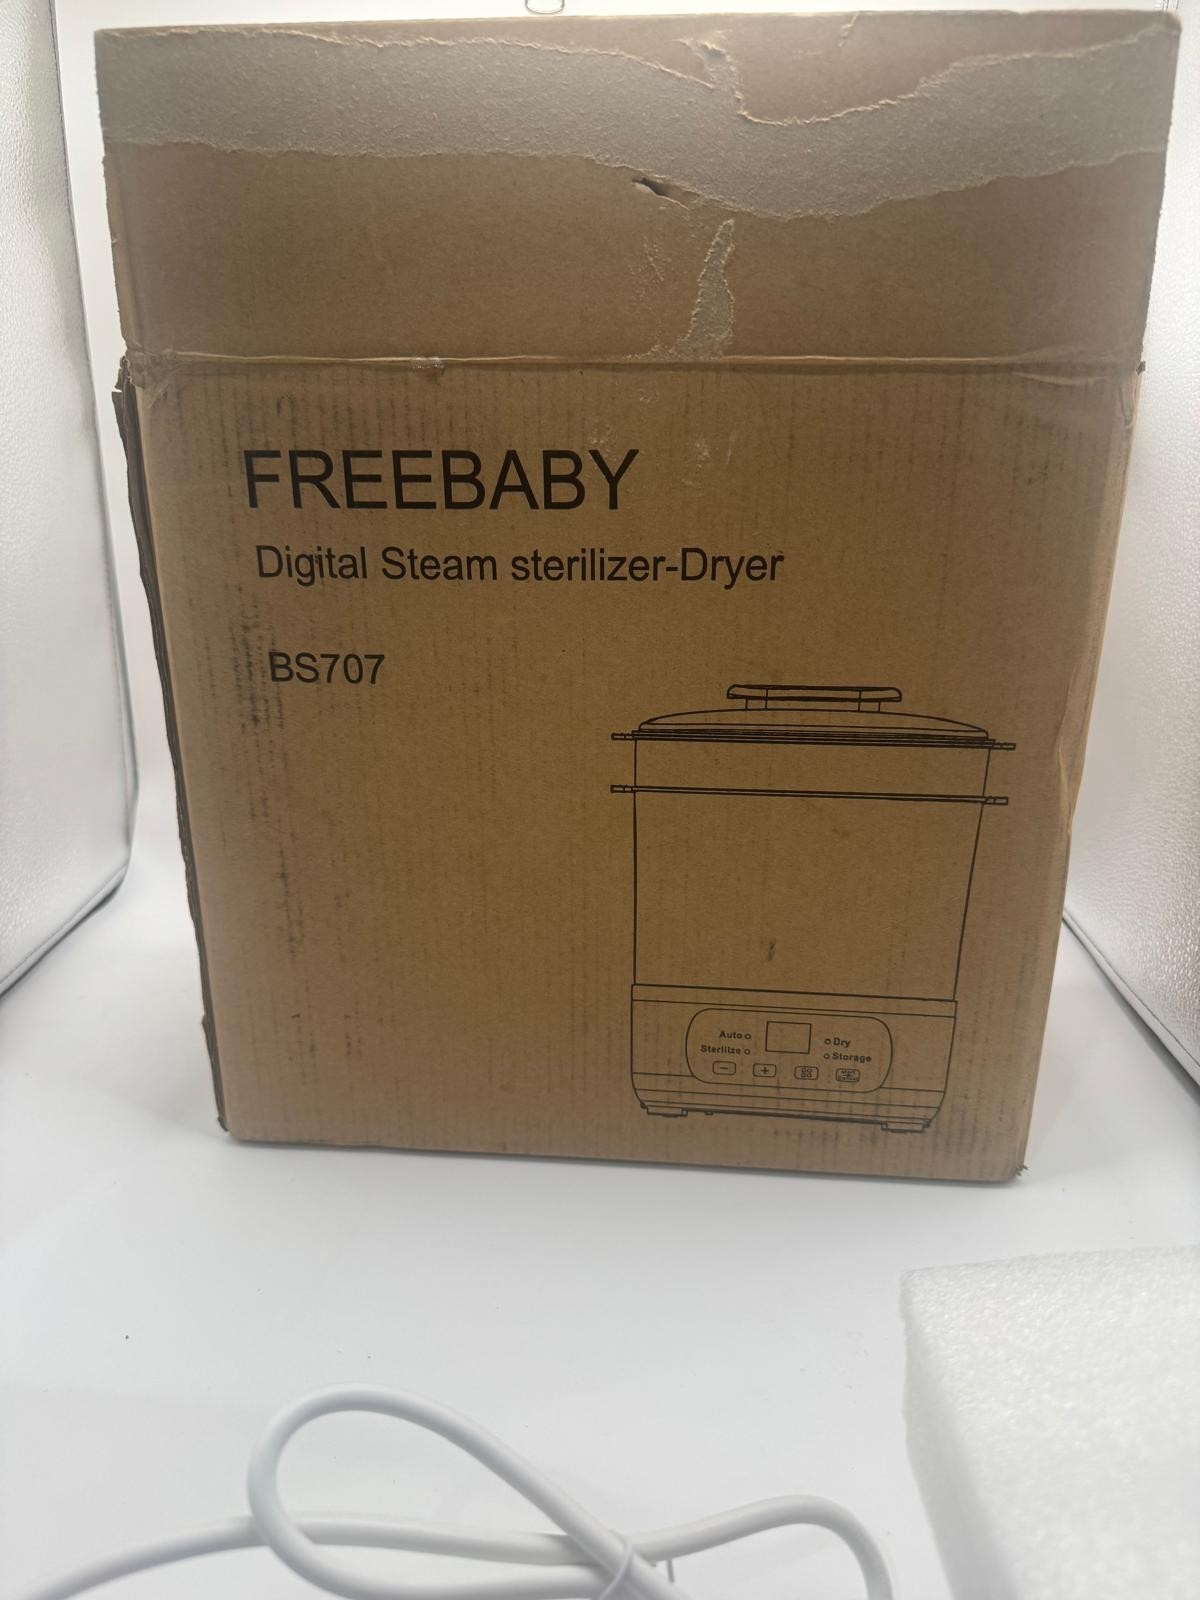 FREEBABY
Digital Steam sterilizer-Dryer
BS707
Auto
Dry
Sterilize
Storage
- +